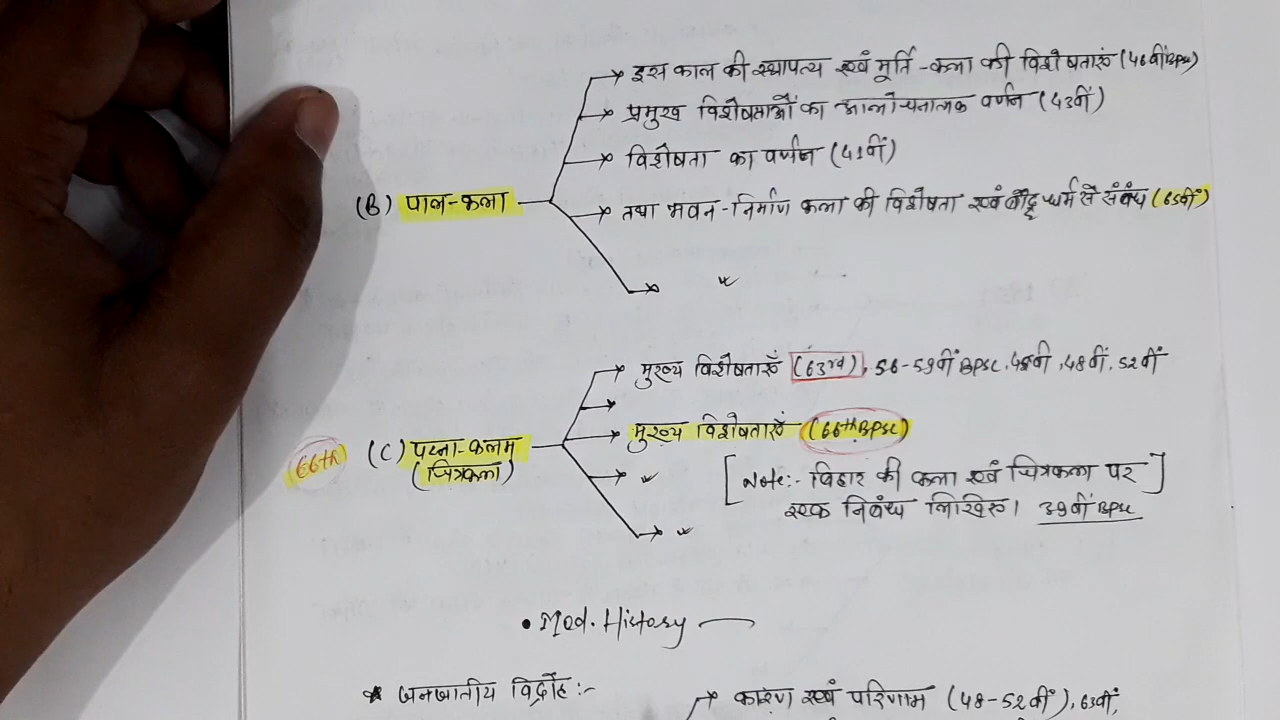 इस काल की स्थापत्य एवं मूर्ति-कला की विशेषताएं (46वीं BPSC)
प्रमुख विशेषताओं का आलोचनात्मक वर्णन (43वीं)
विशेषता का वर्णन (41वीं)
(B) पाल-कला
तथा भवन-निर्माण कला की विशेषता एवं बौद्ध धर्म से संबंध (65वीं)
"
मुख्य विशेषताएँ (63rd), 56-59वीं BPSC, 48वीं, 52वीं
मुख्य विशेषताएं (66th BPSC)
66th (C) पटना-कलम
(चित्रकला)
" [Note:- बिहार की कला एवं चित्रकला पर]
एक निबंध लिखिए। 39वीं BPSC
"
• Mod. History
* जनजातीय विद्रोह:-
कारण एवं परिणाम (48-52वीं), 63वीं,